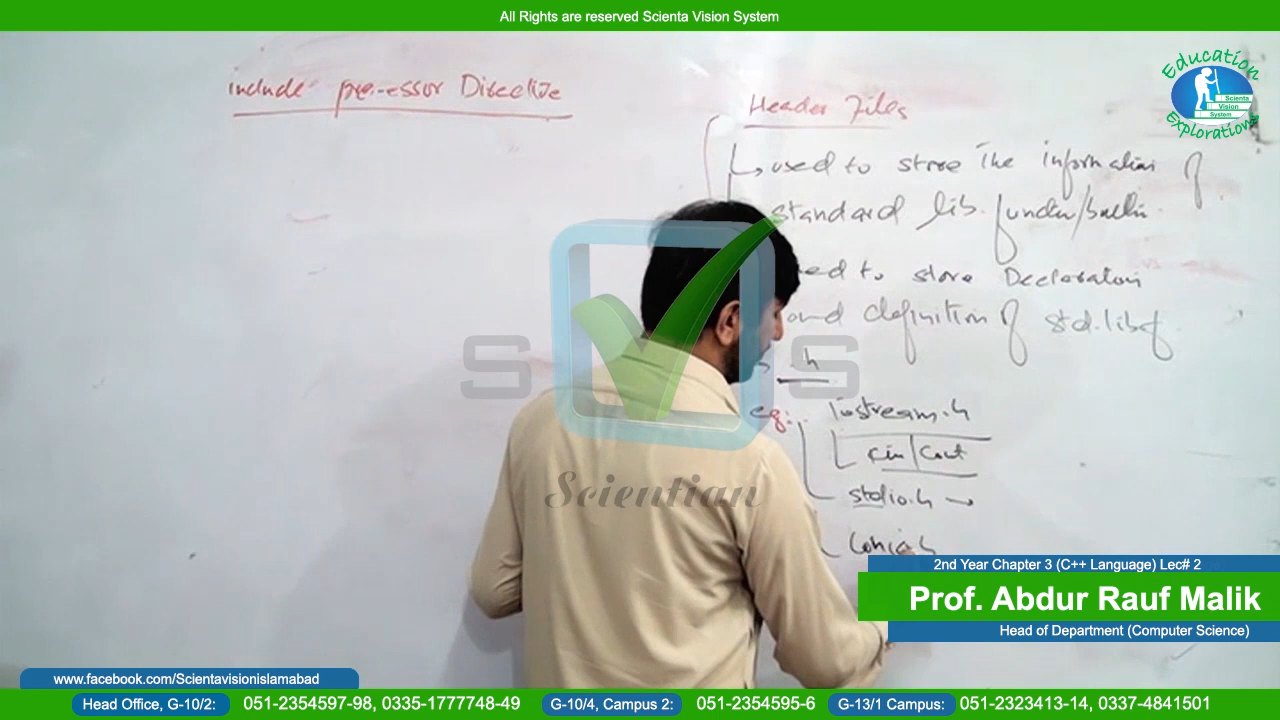 All Rights are reserved Scienta Vision System
Education
Scienta
Vision
System
Explorations
include pre-essor Directive
Header Files
used to store the information of
standard lib. /
to store Declaration
and definition of std.lib f
.h
eg:. iostream.h
Cin/Cout
stdio.h
S V S
Scientian
2nd Year Chapter 3 (C++ Language) Lec# 2
Prof. Abdur Rauf Malik
Head of Department (Computer Science)
www.facebook.com/Scientavisionislamabad
Head Office, G-10/2: 051-2354597-98, 0335-1777748-49 G-10/4, Campus 2: 051-2354595-6 G-13/1 Campus: 051-2323413-14, 0337-4841501